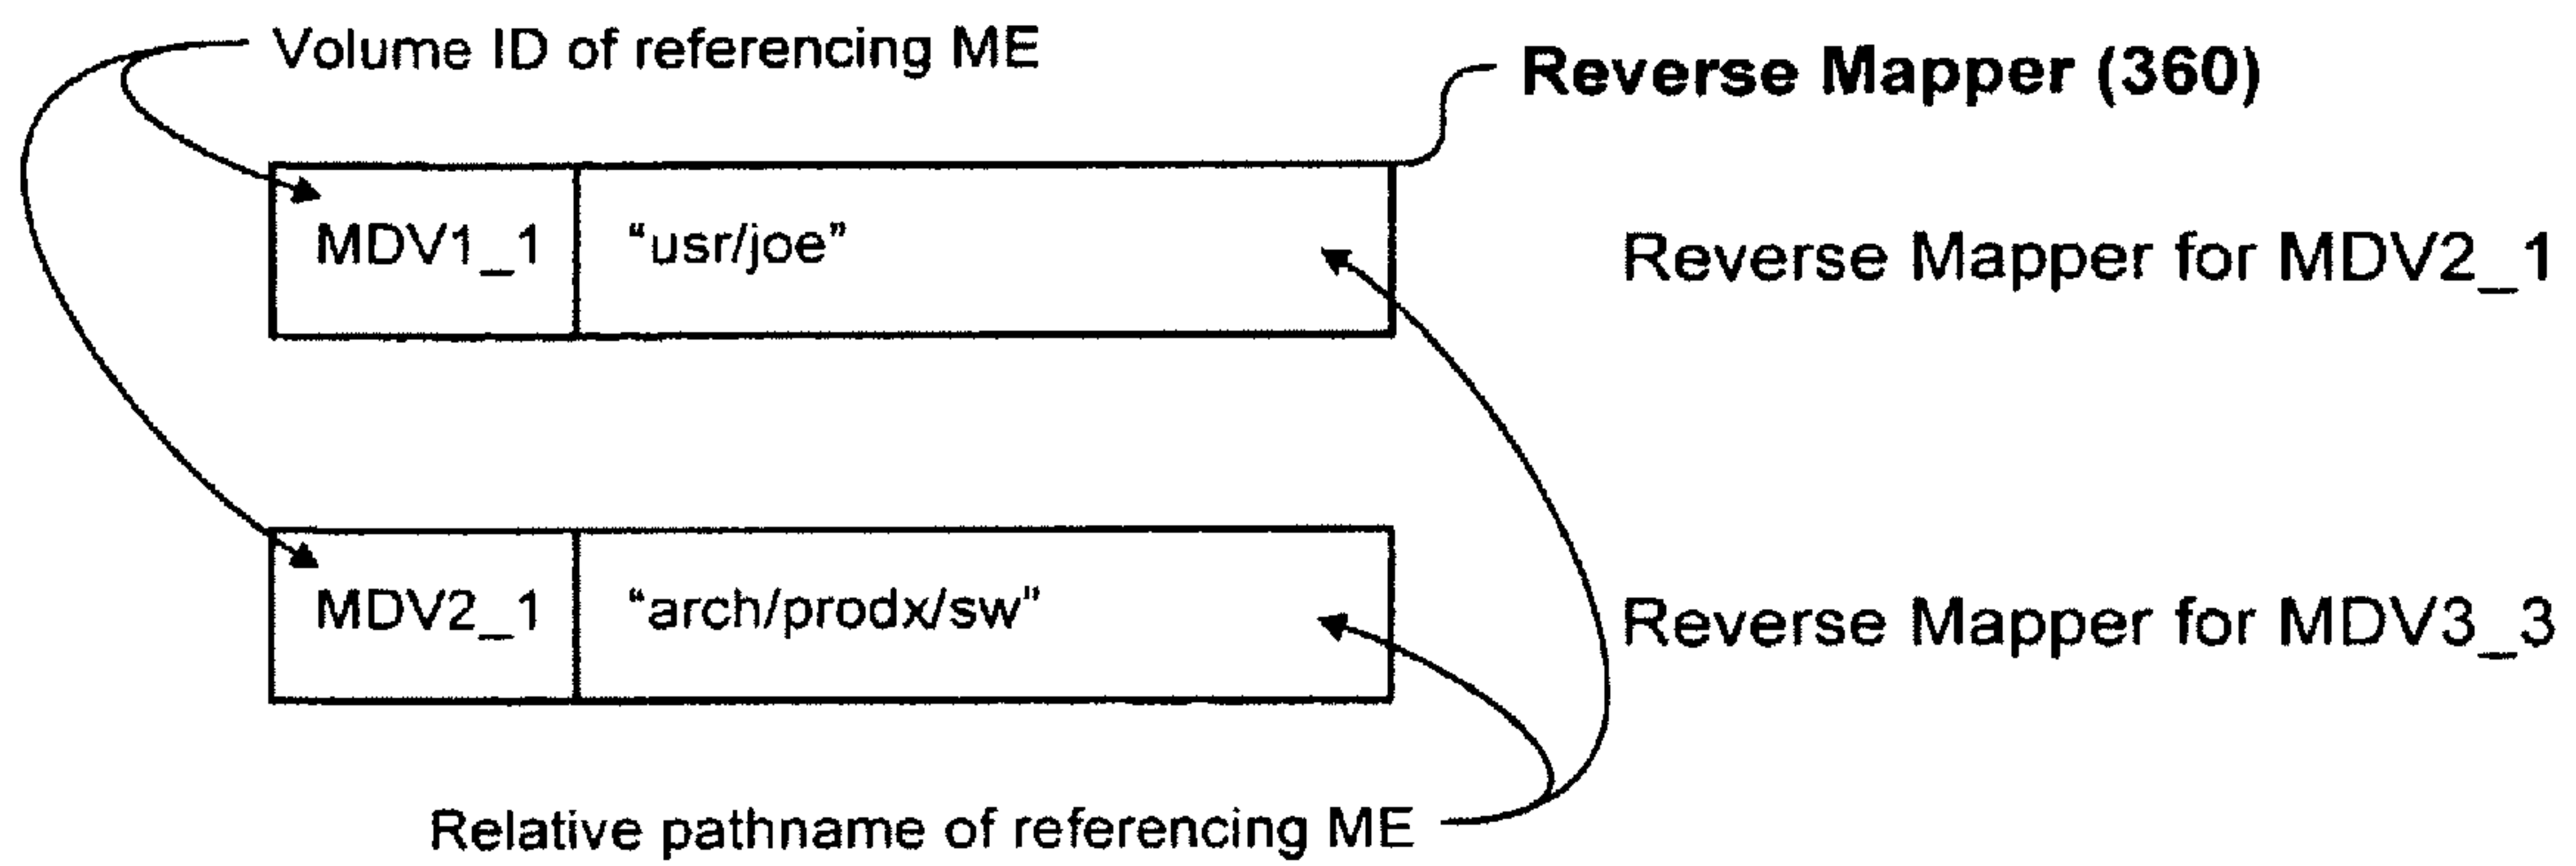 Volume ID of referencing ME
Reverse Mapper (360)
MDV1_1 “usr/joe” Reverse Mapper for MDV2_1
MDV2_1 “arch/prodx/sw” Reverse Mapper for MDV3_3
Relative pathname of referencing ME